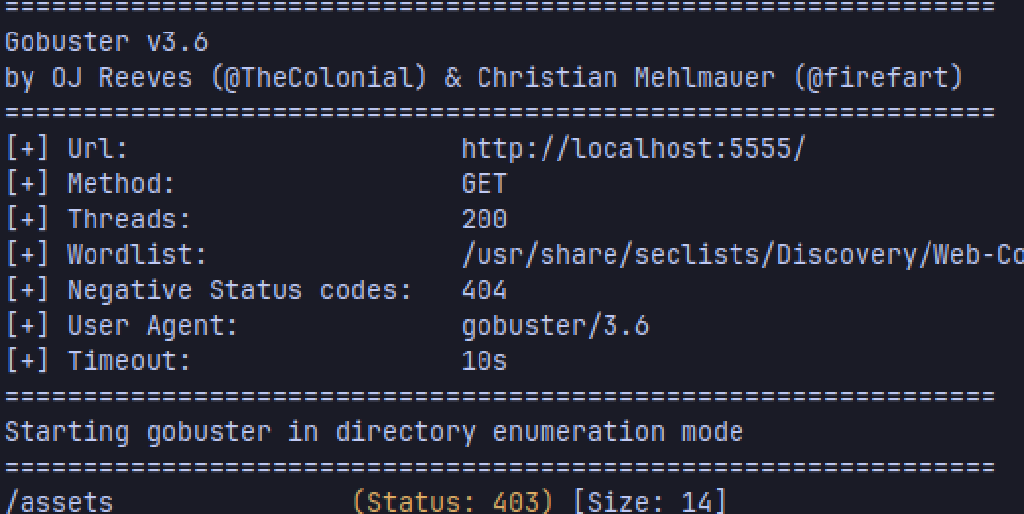 ===============================================================
Gobuster v3.6
by OJ Reeves (@TheColonial) & Christian Mehlmauer (@firefart)
===============================================================
[+] Url:                     http://localhost:5555/
[+] Method:                  GET
[+] Threads:                 200
[+] Wordlist:                /usr/share/seclists/Discovery/Web-Co
[+] Negative Status codes:   404
[+] User Agent:              gobuster/3.6
[+] Timeout:                 10s
===============================================================
Starting gobuster in directory enumeration mode
===============================================================
/assets               (Status: 403) [Size: 14]